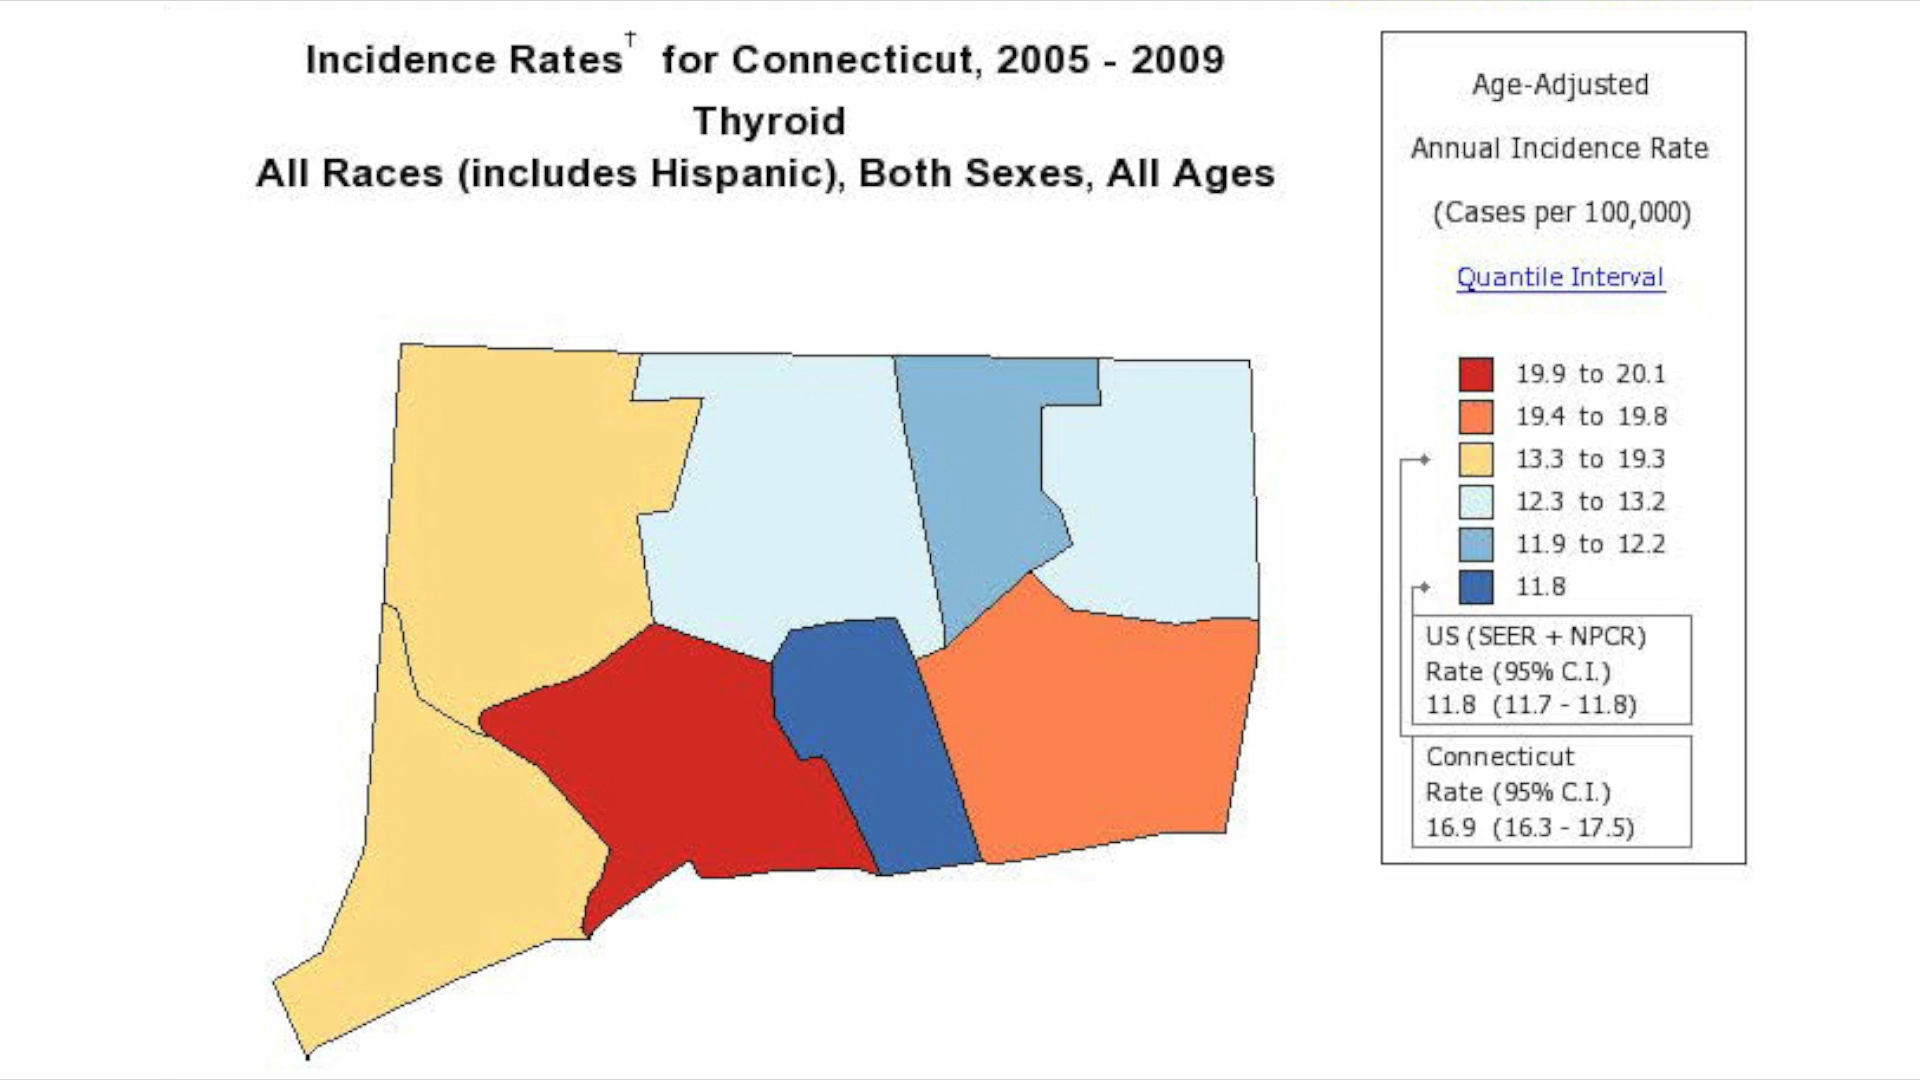 Incidence Rates† for Connecticut, 2005 - 2009
Thyroid
All Races (includes Hispanic), Both Sexes, All Ages
Age-Adjusted
Annual Incidence Rate
(Cases per 100,000)
Quantile Interval
19.9 to 20.1
19.4 to 19.8
13.3 to 19.3
12.3 to 13.2
11.9 to 12.2
11.8
US (SEER + NPCR)
Rate (95% C.I.)
11.8 (11.7 - 11.8)
Connecticut
Rate (95% C.I.)
16.9 (16.3 - 17.5)